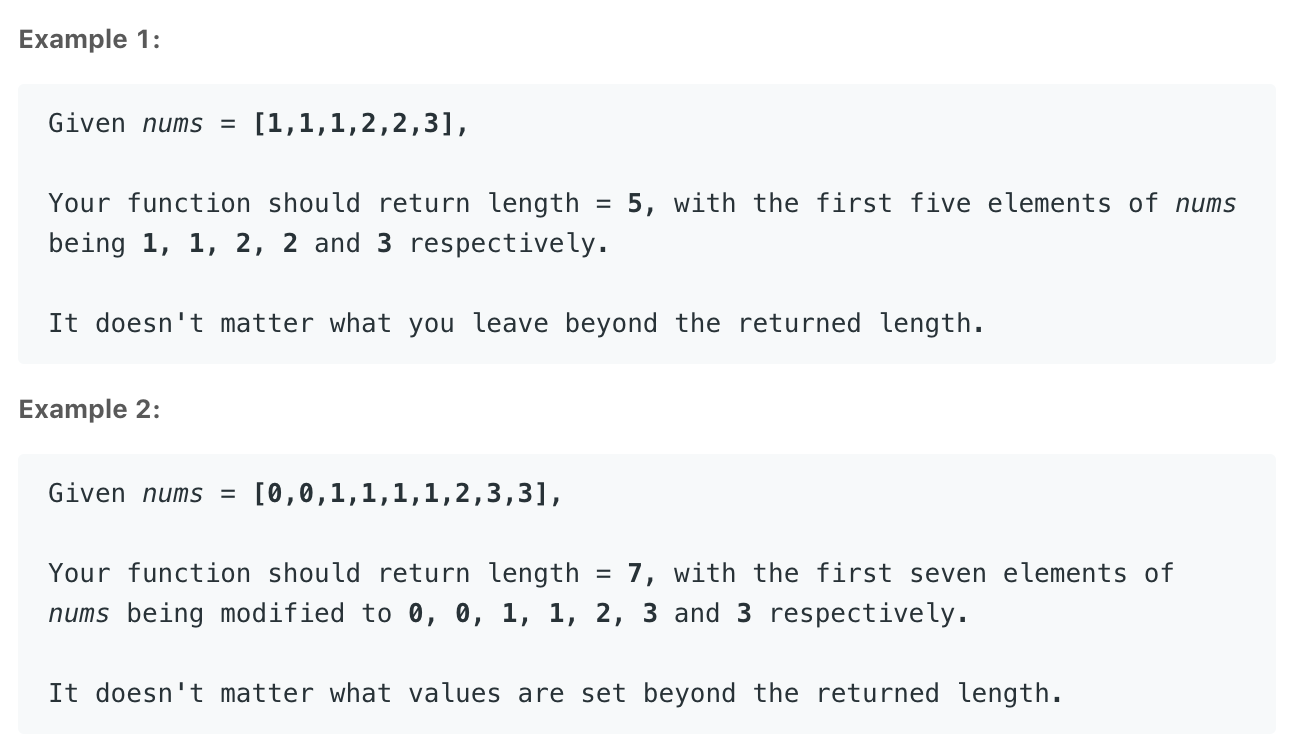 Example 1:
Given nums = [1,1,1,2,2,3],
Your function should return length = 5, with the first five elements of nums
being 1, 1, 2, 2 and 3 respectively.
It doesn't matter what you leave beyond the returned length.
Example 2:
Given nums = [0,0,1,1,1,1,2,3,3],
Your function should return length = 7, with the first seven elements of
nums being modified to 0, 0, 1, 1, 2, 3 and 3 respectively.
It doesn't matter what values are set beyond the returned length.